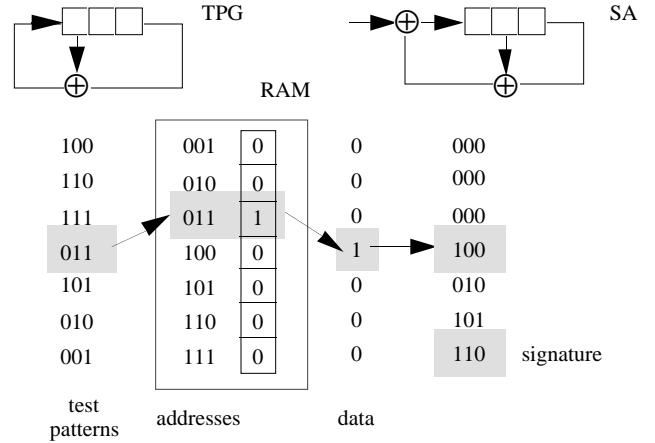 TPG
SA
RAM
100 001 0 0 000
110 010 0 0 000
111 011 1 0 000
011 100 0 1 100
101 101 0 0 010
010 110 0 0 101
001 111 0 0 110 signature
test
patterns addresses data